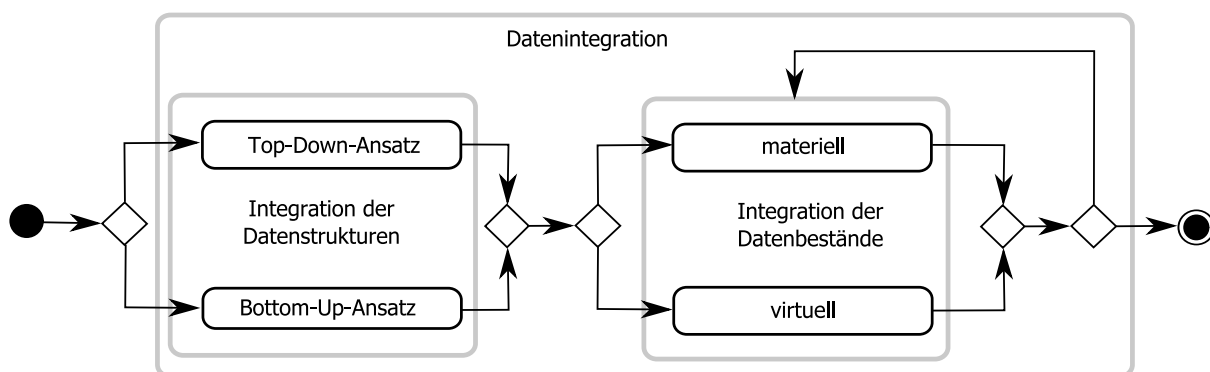 Datenintegration
Top-Down-Ansatz
Integration der
Datenstrukturen
Bottom-Up-Ansatz
materiell
Integration der
Datenbestände
virtuell